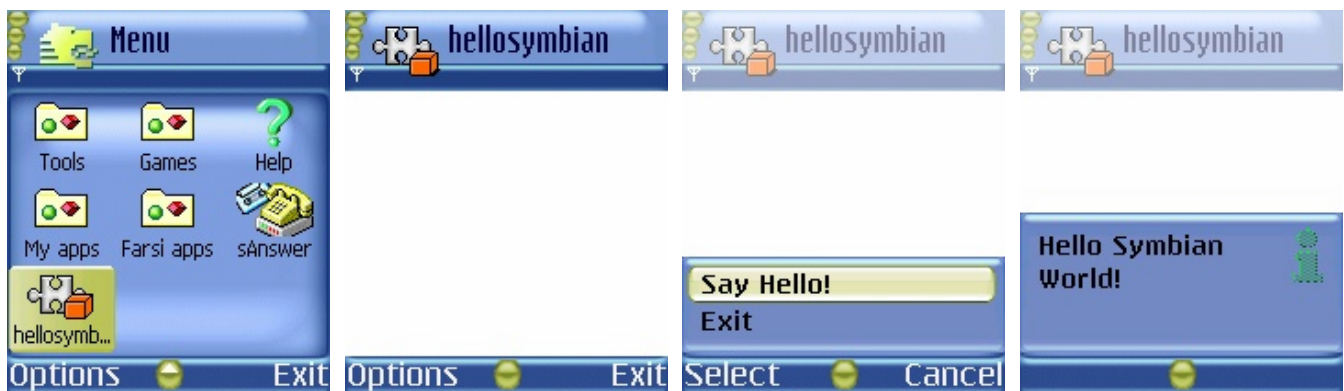 Menu
Tools Games Help
My apps Farsi apps sAnswer
hellosymb...
Options Exit
hellosymbian
Options Exit
hellosymbian
Say Hello!
Exit
Select Cancel
hellosymbian
Hello Symbian
World!